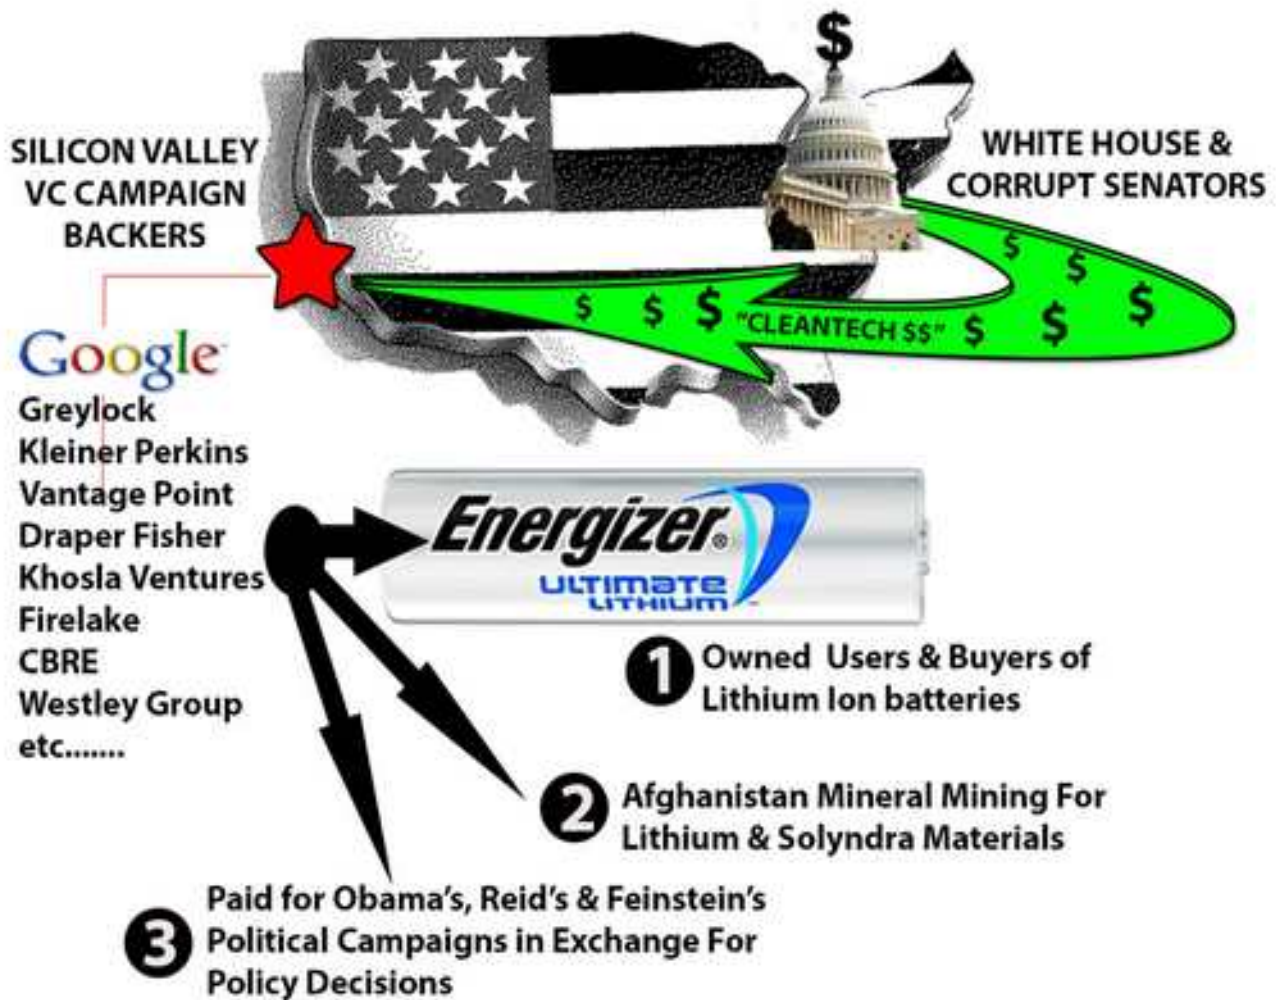 $
SILICON VALLEY
VC CAMPAIGN
BACKERS
WHITE HOUSE &
CORRUPT SENATORS
$ $ $ "CLEANTECH $$" $ $ $ $ $
Google
Greylock
Kleiner Perkins
Vantage Point
Draper Fisher
Khosla Ventures
Firelake
CBRE
Westley Group
etc.......
Energizer®
ULTIMATE
LITHIUM™
1 Owned Users & Buyers of
Lithium Ion batteries
2 Afghanistan Mineral Mining For
Lithium & Solyndra Materials
3 Paid for Obama's, Reid's & Feinstein's
Political Campaigns in Exchange For
Policy Decisions